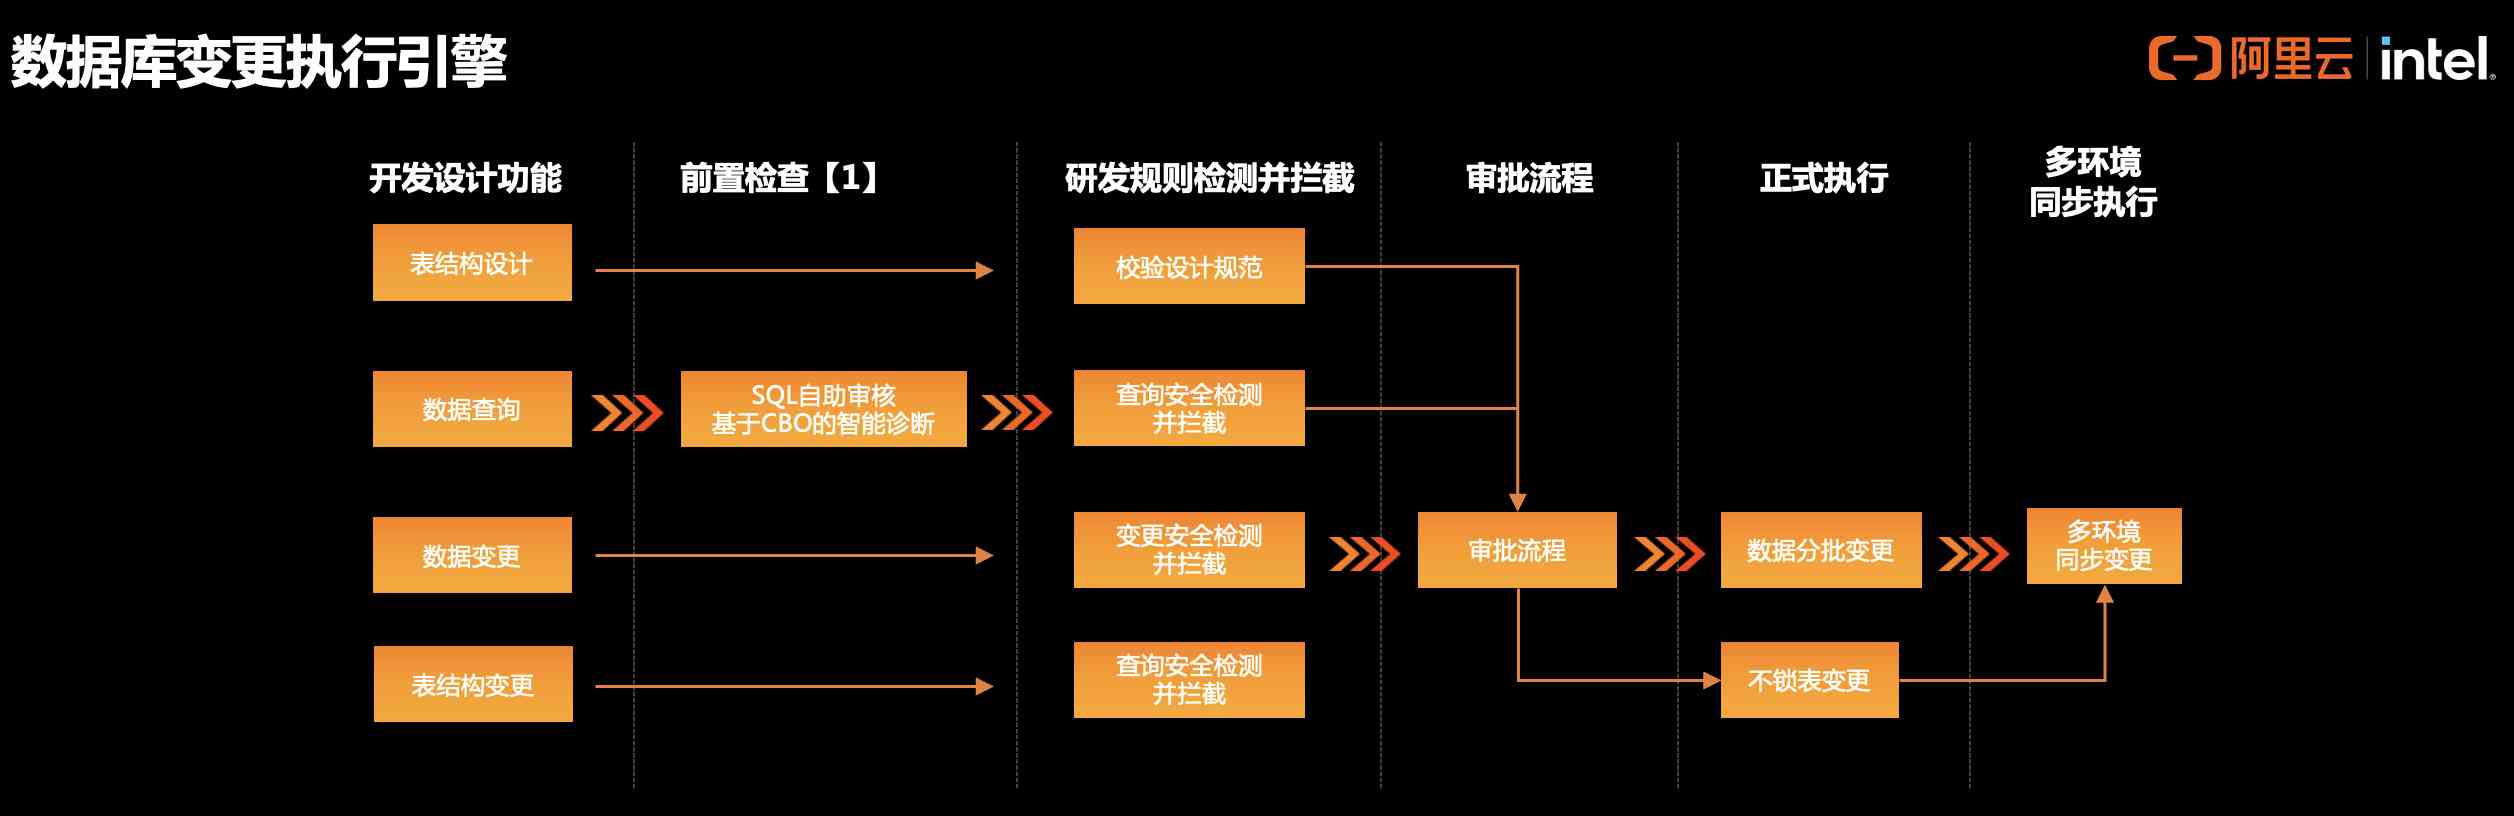 数据库变更执行引擎
阿里云
intel
开发设计功能
前置检查【1】
研发规则检测并拦截
审批流程
正式执行
多环境
同步执行
表结构设计
校验设计规范
数据查询
SQL自助审核
基于CBO的智能诊断
查询安全检测
并拦截
数据变更
变更安全检测
并拦截
审批流程
数据分批变更
多环境
同步变更
表结构变更
查询安全检测
并拦截
不锁表变更